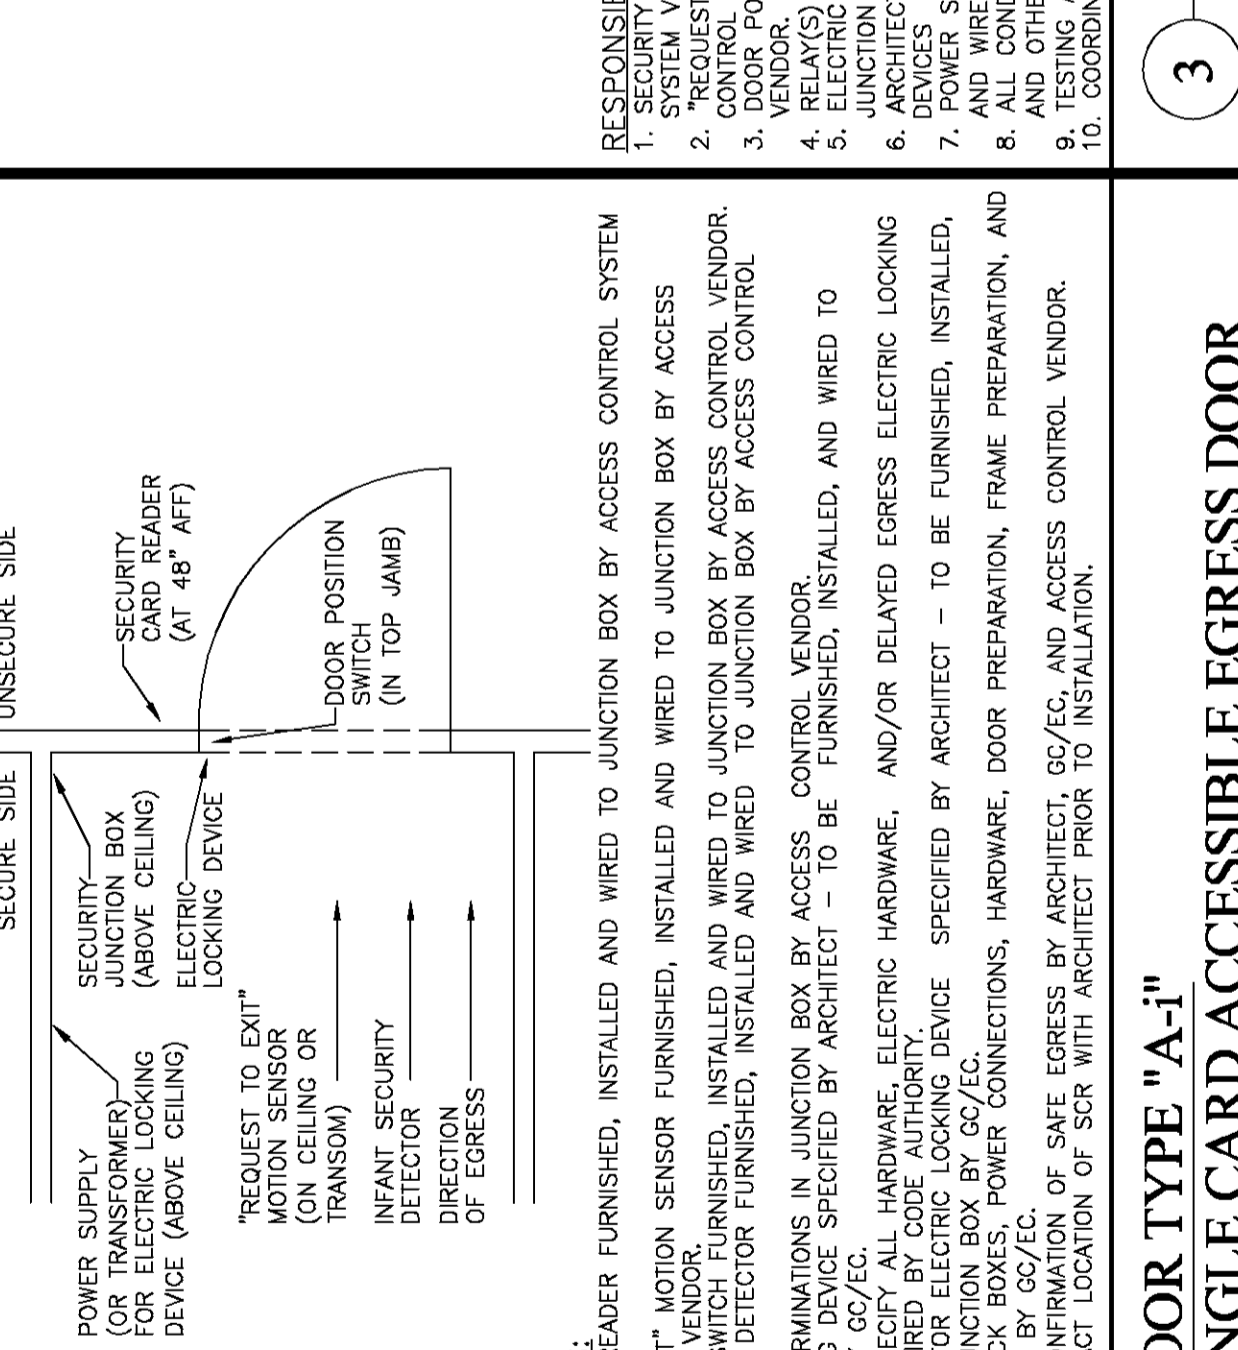 SECURE SIDE
UNSECURE SIDE
POWER SUPPLY
(OR TRANSFORMER)
FOR ELECTRIC LOCKING
DEVICE (ABOVE CEILING)
SECURITY
JUNCTION BOX
(ABOVE CEILING)
ELECTRIC
LOCKING DEVICE
SECURITY
CARD READER
(AT 48" AFF)
"REQUEST TO EXIT"
MOTION SENSOR
(ON CEILING OR
TRANSOM)
DOOR POSITION
SWITCH
(IN TOP JAMB)
INFANT SECURITY
DETECTOR
DIRECTION
OF EGRESS
READER FURNISHED, INSTALLED AND WIRED TO JUNCTION BOX BY ACCESS CONTROL SYSTEM
MOTION SENSOR FURNISHED, INSTALLED AND WIRED TO JUNCTION BOX BY ACCESS
VENDOR.
SWITCH FURNISHED, INSTALLED AND WIRED TO JUNCTION BOX BY ACCESS CONTROL VENDOR.
DETECTOR FURNISHED, INSTALLED AND WIRED TO JUNCTION BOX BY ACCESS CONTROL
RMINATIONS IN JUNCTION BOX BY ACCESS CONTROL VENDOR.
G DEVICE SPECIFIED BY ARCHITECT - TO BE FURNISHED, INSTALLED, AND WIRED TO
GC/EC.
ECIFY ALL HARDWARE, ELECTRIC HARDWARE, AND/OR DELAYED EGRESS ELECTRIC LOCKING
IRED BY CODE AUTHORITY.
FOR ELECTRIC LOCKING DEVICE SPECIFIED BY ARCHITECT - TO BE FURNISHED, INSTALLED,
NCTION BOX BY GC/EC.
CK BOXES, POWER CONNECTIONS, HARDWARE, DOOR PREPARATION, FRAME PREPARATION, AND
BY GC/EC.
ONFIRMATION OF SAFE EGRESS BY ARCHITECT, GC/EC, AND ACCESS CONTROL VENDOR.
CT LOCATION OF SCR WITH ARCHITECT PRIOR TO INSTALLATION.
OOR TYPE "A-i"
NGLE CARD ACCESSIBLE EGRESS DOOR
RESPONSIB
1. SECURITY
SYSTEM V
2. "REQUEST
CONTROL
3. DOOR PO
VENDOR.
4. RELAY(S)
5. ELECTRIC
JUNCTION
6. ARCHITECT
DEVICES
7. POWER S
AND WIRE
8. ALL COND
AND OTHE
9. TESTING A
10. COORDIN
3